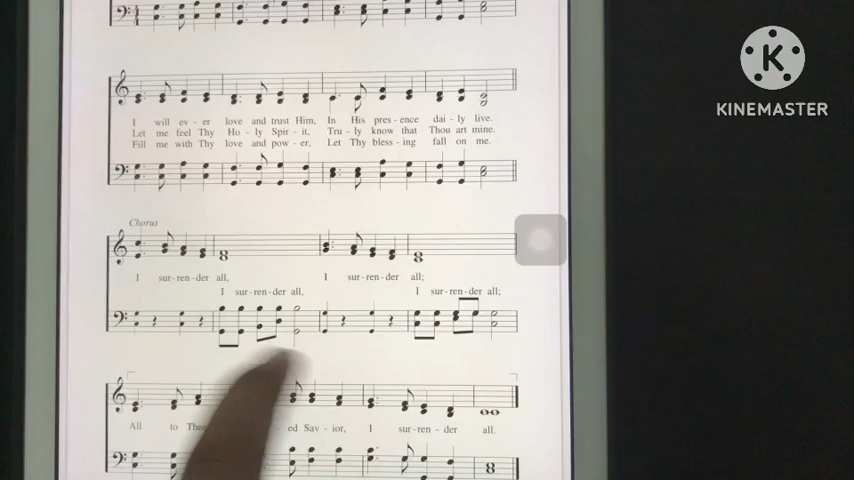 K
KINEMASTER
I will ev - er love and trust Him, In His pres - ence dai - ly live.
Let me feel Thy Ho - ly Spir - it, Tru - ly know that Thou art mine.
Fill me with Thy love and pow - er, Let Thy bless - ing fall on me.
Chorus
I sur - ren - der all, I sur - ren - der all;
I sur - ren - der all, I sur - ren - der all;
All to Thee ed Sav - ior, I sur - ren - der all.